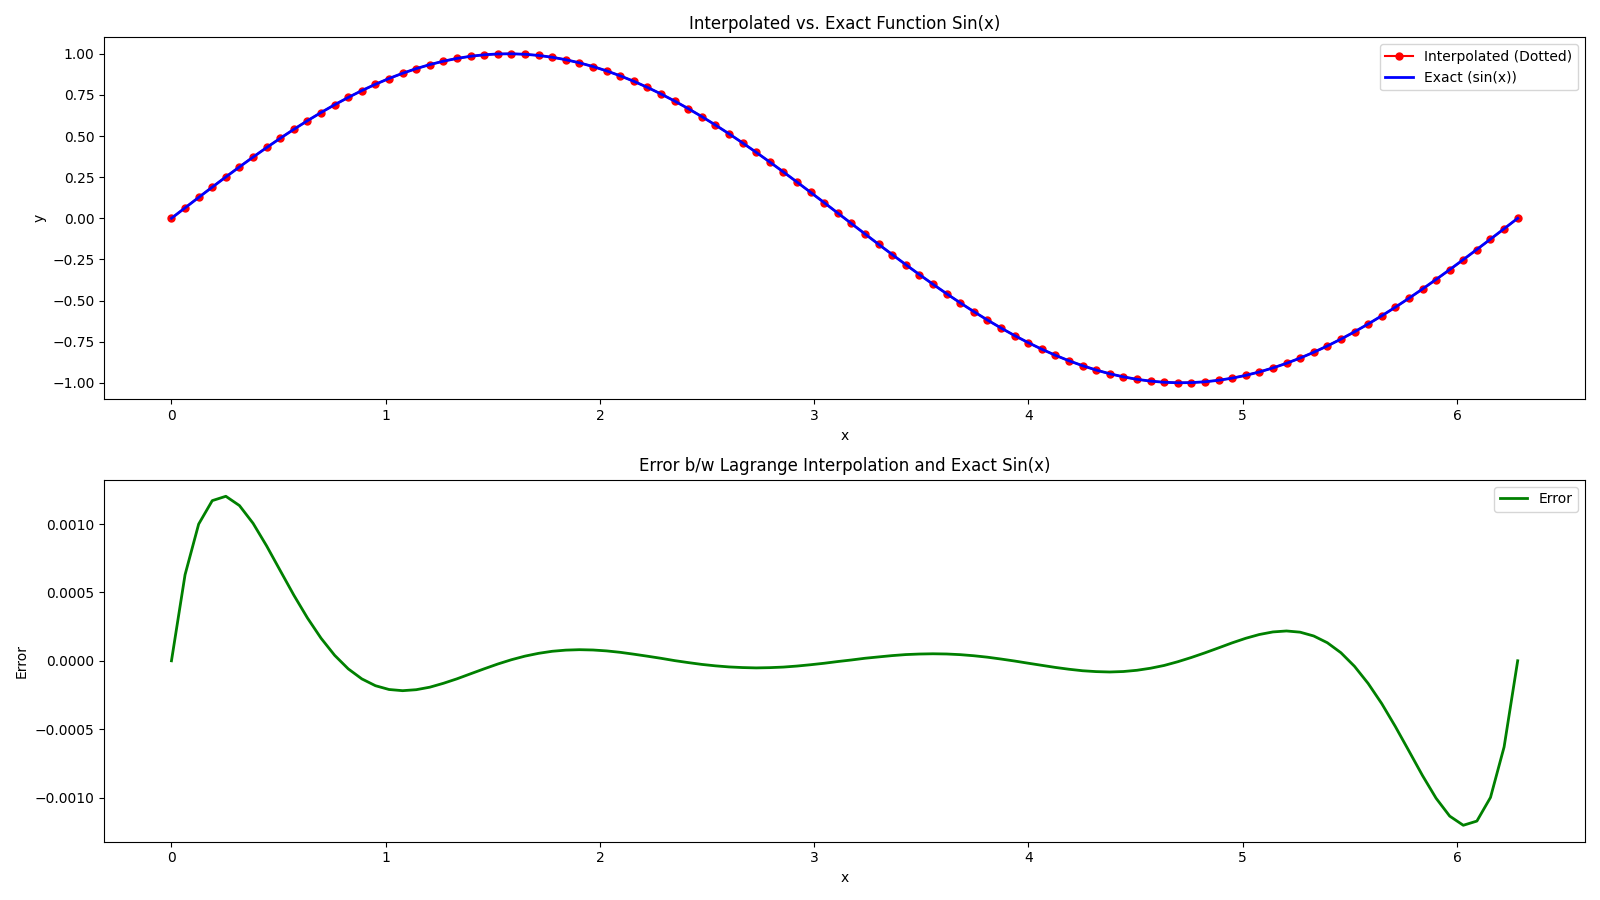 Interpolated vs. Exact Function Sin(x)
1.00
0.75
0.50
0.25
0.00
−0.25
−0.50
−0.75
−1.00
y
Interpolated (Dotted)
Exact (sin(x))
0 1 2 3 4 5 6
x
Error b/w Lagrange Interpolation and Exact Sin(x)
0.0010
0.0005
0.0000
−0.0005
−0.0010
Error
Error
0 1 2 3 4 5 6
x